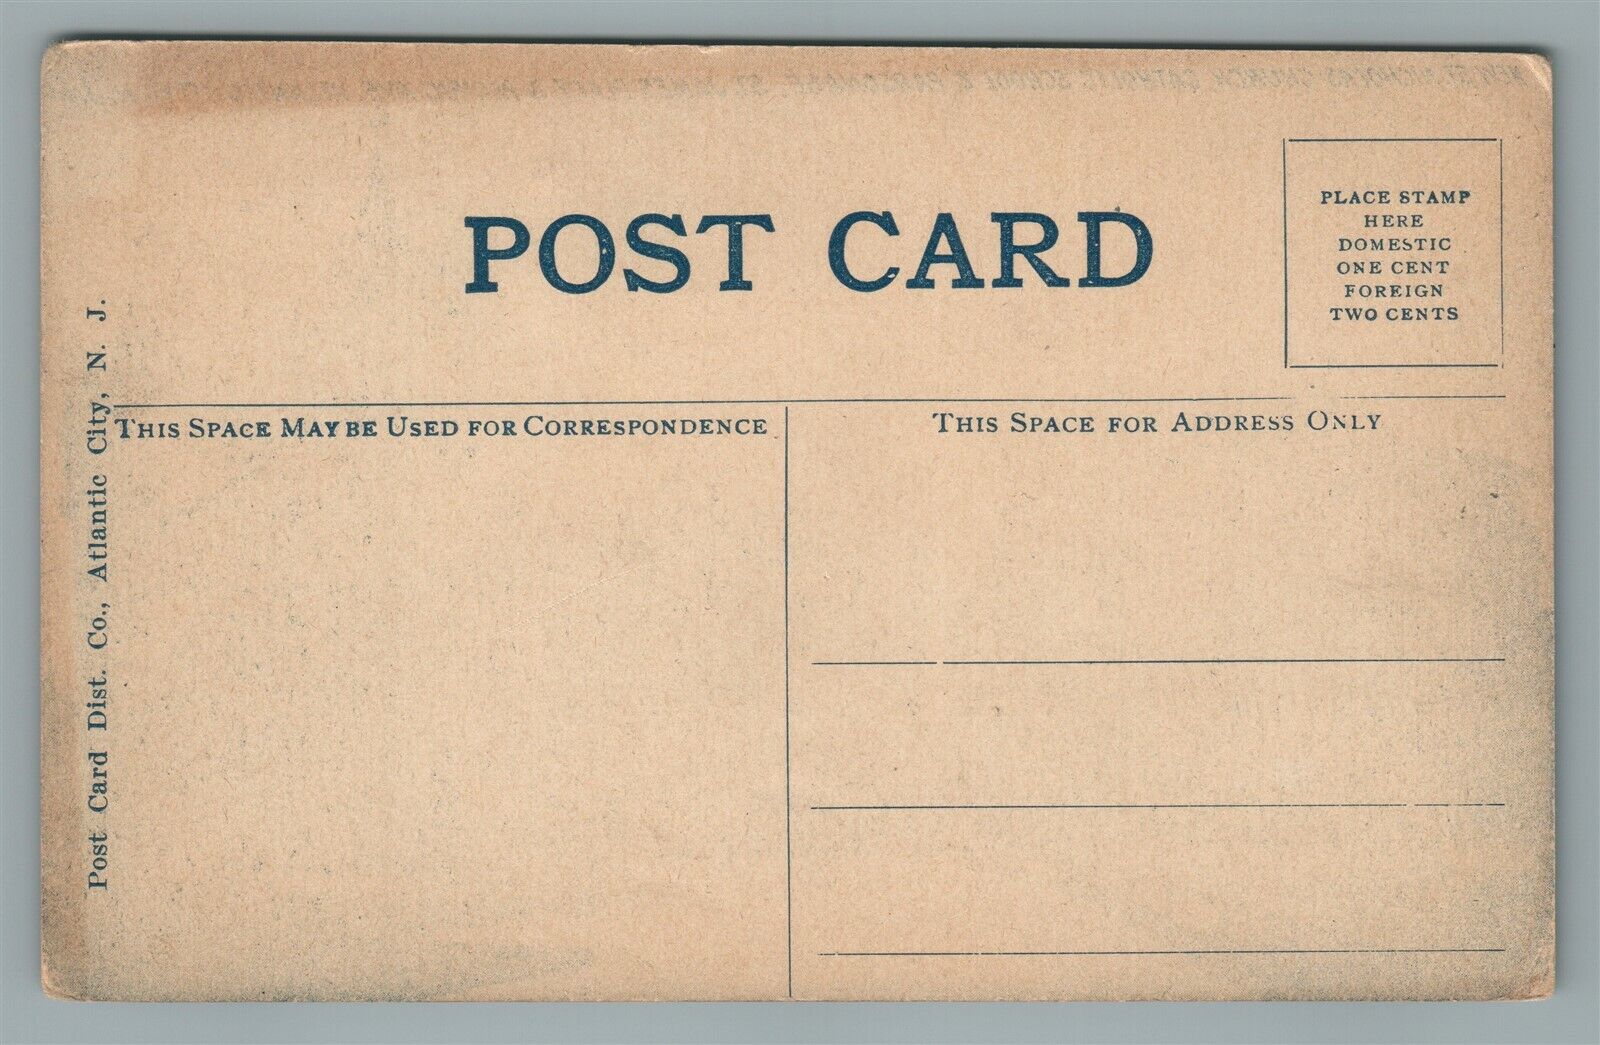 POST CARD
PLACE STAMP
HERE
DOMESTIC
ONE CENT
FOREIGN
TWO CENTS
THIS SPACE MAY BE USED FOR CORRESPONDENCE
THIS SPACE FOR ADDRESS ONLY
Post Card Dist. Co., Atlantic City, N. J.